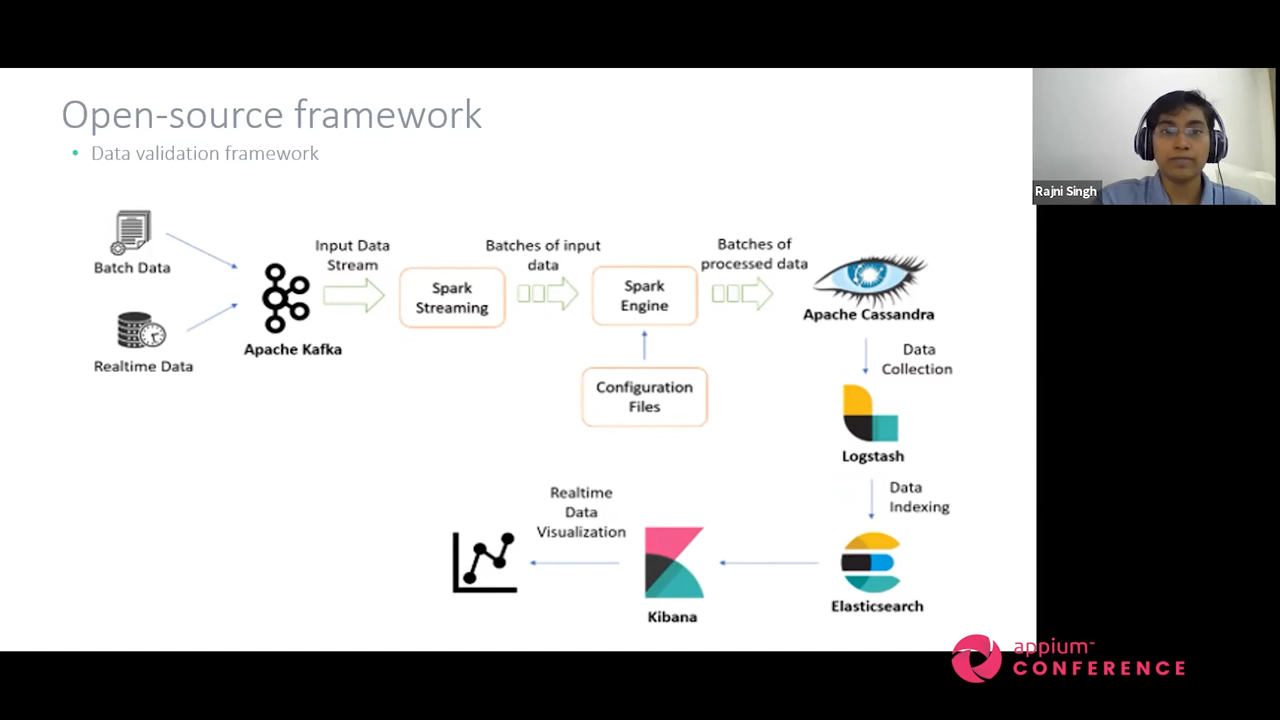 Open-source framework
• Data validation framework
Rajni Singh
Batch Data
Realtime Data
Apache Kafka
Input Data
Stream
Spark
Streaming
Batches of input
data
Spark
Engine
Configuration
Files
Batches of
processed data
Apache Cassandra
Data
Collection
Logstash
Data
Indexing
Elasticsearch
Kibana
Realtime
Data
Visualization
appium™
CONFERENCE